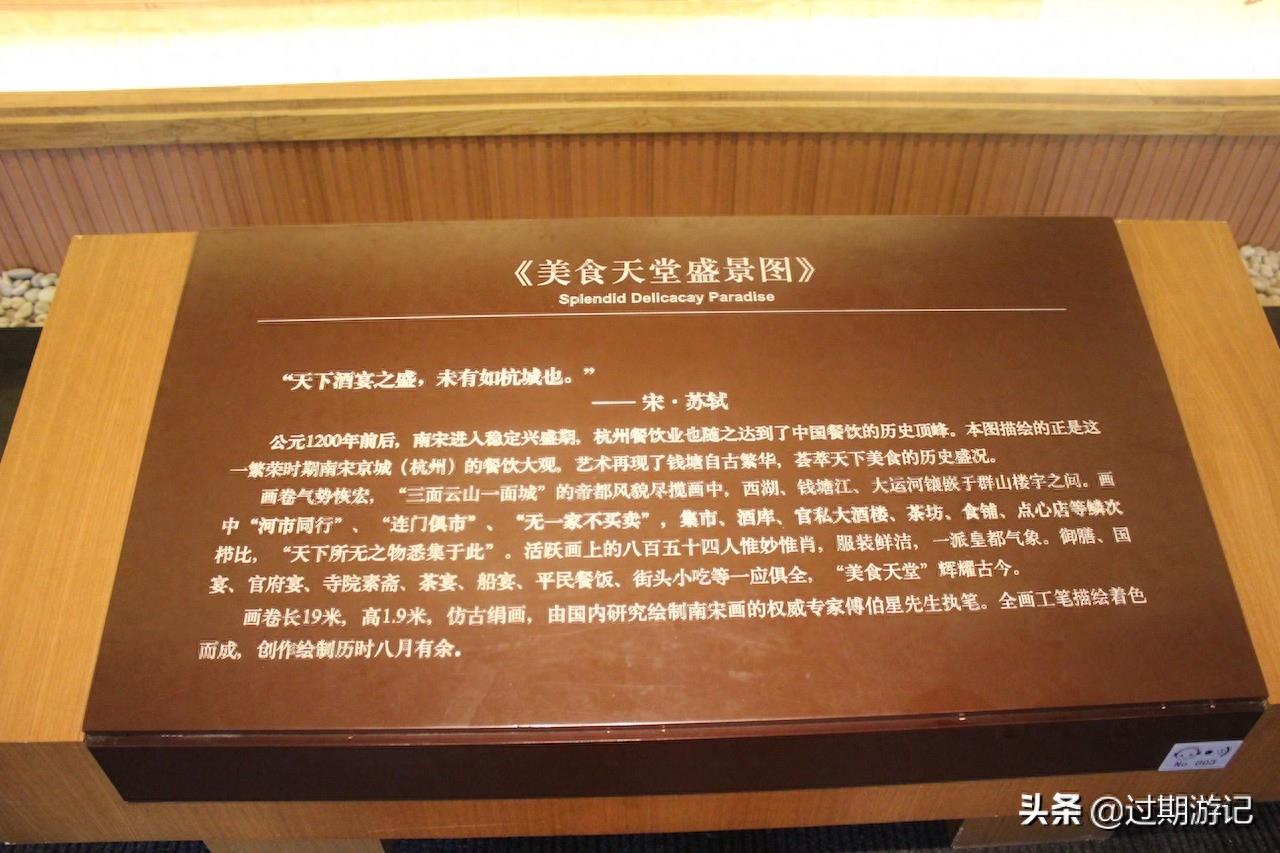 《美食天堂盛景图》
Splendid Delicacay Paradise
“天下酒宴之盛，未有如杭城也。”
—— 宋·苏轼
公元1200年前后，南宋进入稳定兴盛期，杭州餐饮业也随之达到了中国餐饮的历史顶峰。本图描绘的正是这
一繁荣时期南宋京城（杭州）的餐饮大观，艺术再现了钱塘自古繁华，荟萃天下美食的历史盛况。
画卷气势恢宏，“三面云山一面城”的帝都风貌尽揽画中，西湖、钱塘江、大运河镶嵌于群山楼宇之间。画
中“河市同行”、“连门俱市”、“无一家不买卖”，集市、酒库、官私大酒楼、茶坊、食铺、点心店等鳞次
栉比，“天下所无之物悉集于此”。活跃画上的八百五十四人惟妙惟肖，服装鲜洁，一派皇都气象。御膳、国
宴、官府宴、寺院素斋、茶宴、船宴、平民餐饭、街头小吃等一应俱全，“美食天堂”辉耀古今。
画卷长19米，高1.9米，仿古绢画，由国内研究绘制南宋画的权威专家傅伯星先生执笔。全画工笔描绘着色
而成，创作绘制历时八月有余。
No 003
头条 @过期游记